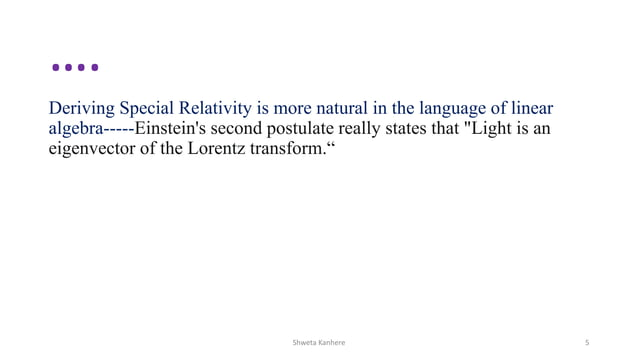 ....
Deriving Special Relativity is more natural in the language of linear
algebra-----Einstein's second postulate really states that "Light is an
eigenvector of the Lorentz transform.“
Shweta Kanhere
5